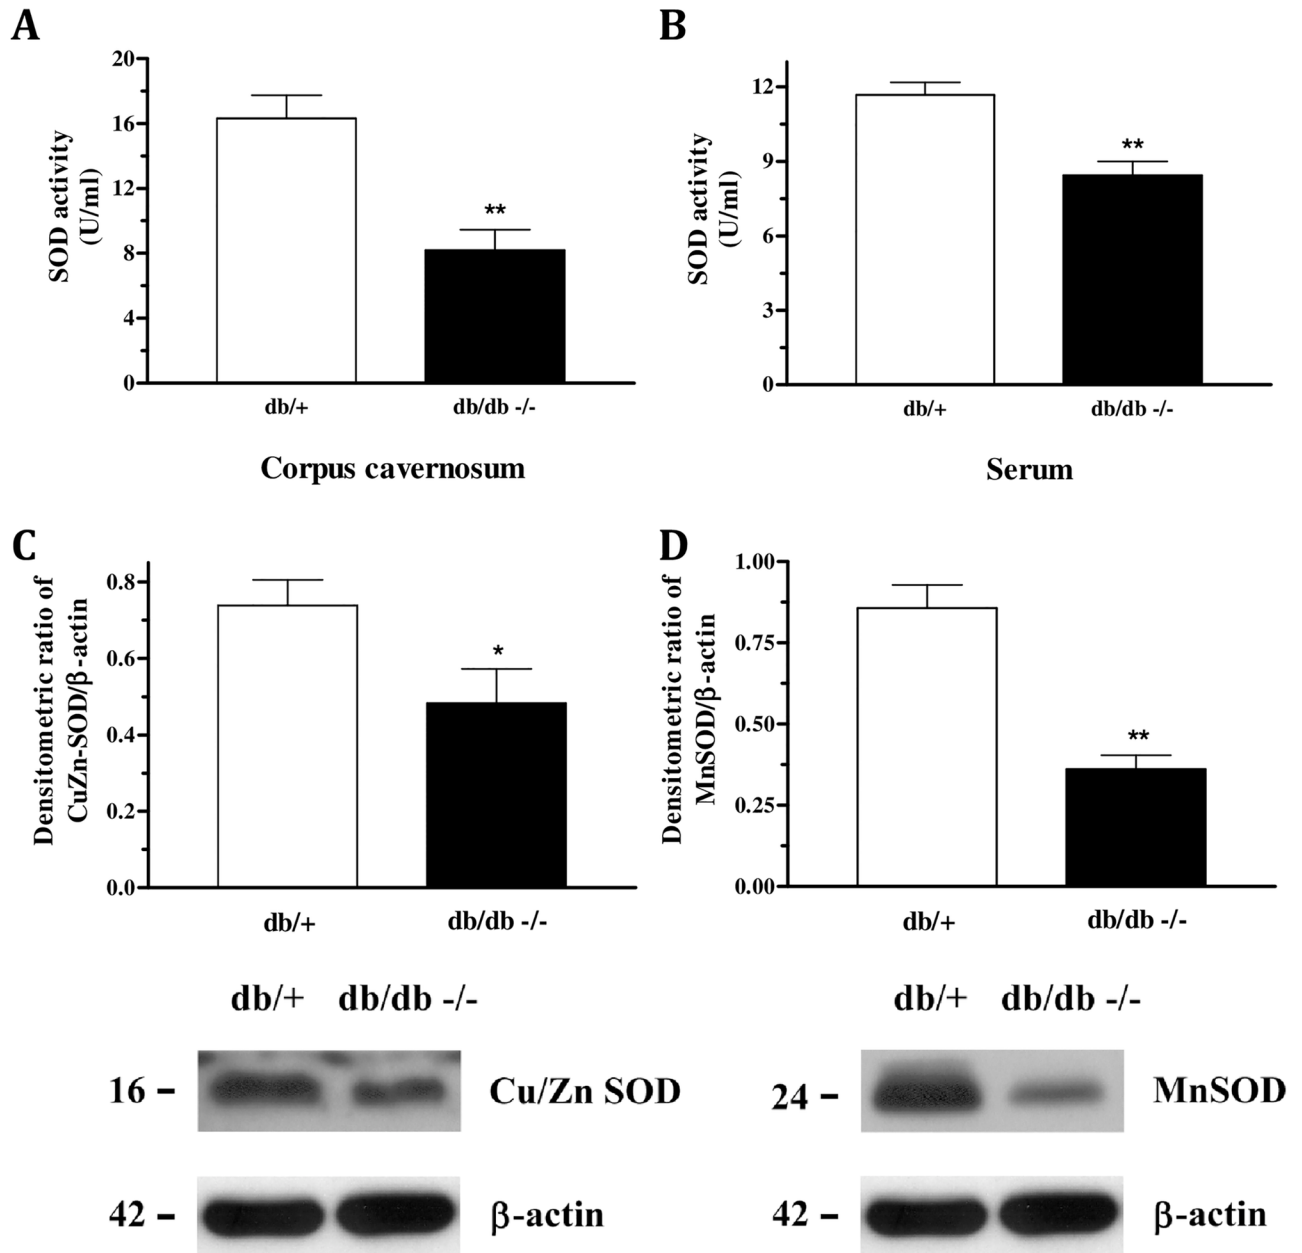 A
SOD activity
(U/ml)
20
16
12
8
4
0
**
db/+ db/db -/-
Corpus cavernosum
B
SOD activity
(U/ml)
12
9
6
3
0
**
db/+ db/db -/-
Serum
C
Densitometric ratio of
CuZn-SOD/β-actin
0.8
0.6
0.4
0.2
0.0
*
db/+ db/db -/-
db/+ db/db -/-
16 – Cu/Zn SOD
42 – β-actin
D
Densitometric ratio of
MnSOD/β-actin
1.00
0.75
0.50
0.25
0.00
**
db/+ db/db -/-
db/+ db/db -/-
24 – MnSOD
42 – β-actin